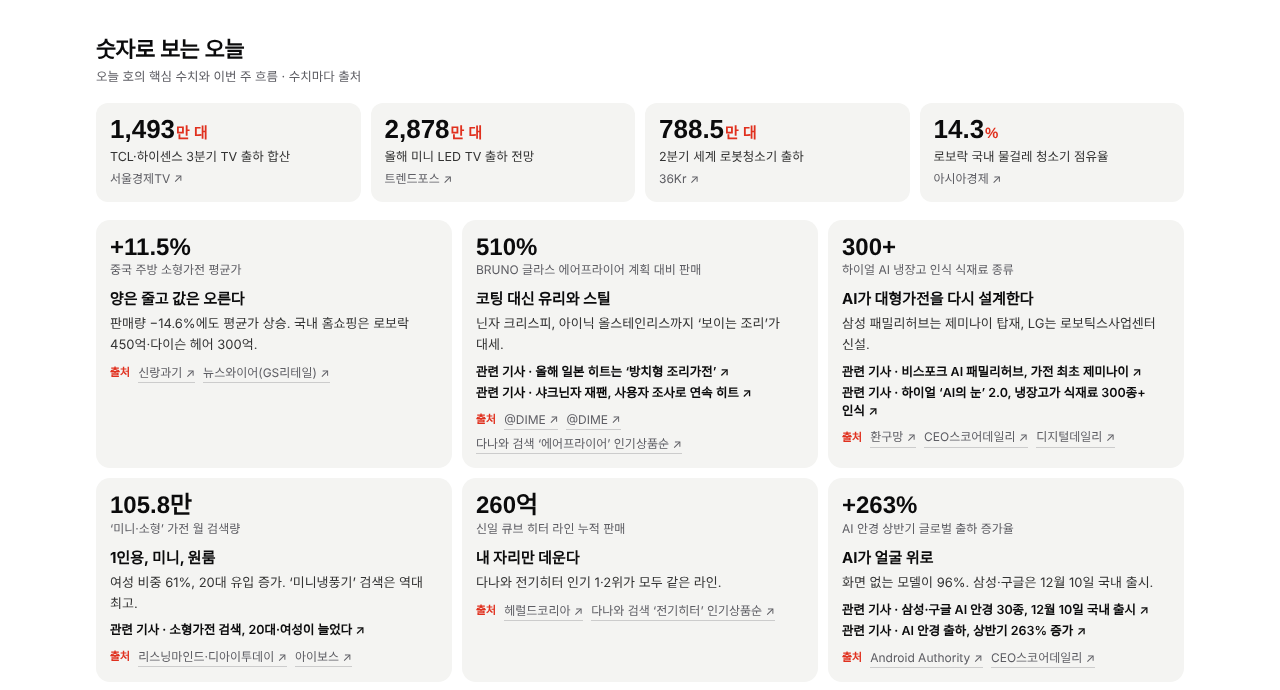 숫자로 보는 오늘
오늘 호의 핵심 수치와 이번 주 흐름 · 수치마다 출처
1,493만 대
TCL·하이센스 3분기 TV 출하 합산
서울경제TV ↗
2,878만 대
올해 미니 LED TV 출하 전망
트렌드포스 ↗
788.5만 대
2분기 세계 로봇청소기 출하
36Kr ↗
14.3%
로보락 국내 물걸레 청소기 점유율
아시아경제 ↗
+11.5%
중국 주방 소형가전 평균가
양은 줄고 값은 오른다
판매량 −14.6%에도 평균가 상승. 국내 홈쇼핑은 로보락
450억·다이슨 헤어 300억.
출처 신랑과기 ↗ 뉴스와이어(GS리테일) ↗
510%
BRUNO 글라스 에어프라이어 계획 대비 판매
코팅 대신 유리와 스틸
닌자 크리스피, 아이닉 올스테인리스까지 ‘보이는 조리’가
대세.
관련 기사 · 올해 일본 히트는 ‘방치형 조리가전’ ↗
관련 기사 · 샤크닌자 재팬, 사용자 조사로 연속 히트 ↗
출처 @DIME ↗ @DIME ↗
다나와 검색 ‘에어프라이어’ 인기상품순 ↗
300+
하이얼 AI 냉장고 인식 식재료 종류
AI가 대형가전을 다시 설계한다
삼성 패밀리허브는 제미나이 탑재, LG는 로보틱스사업센터
신설.
관련 기사 · 비스포크 AI 패밀리허브, 가전 최초 제미나이 ↗
관련 기사 · 하이얼 ‘AI의 눈’ 2.0, 냉장고가 식재료 300종+
인식 ↗
출처 환구망 ↗ CEO스코어데일리 ↗ 디지털데일리 ↗
105.8만
‘미니·소형’ 가전 월 검색량
1인용, 미니, 원룸
여성 비중 61%, 20대 유입 증가. ‘미니냉풍기’ 검색은 역대
최고.
관련 기사 · 소형가전 검색, 20대·여성이 늘었다 ↗
출처 리스닝마인드·디아이투데이 ↗ 아이보스 ↗
260억
신일 큐브 히터 라인 누적 판매
내 자리만 데운다
다나와 전기히터 인기 1·2위가 모두 같은 라인.
출처 헤럴드코리아 ↗ 다나와 검색 ‘전기히터’ 인기상품순 ↗
+263%
AI 안경 상반기 글로벌 출하 증가율
AI가 얼굴 위로
화면 없는 모델이 96%. 삼성·구글은 12월 10일 국내 출시.
관련 기사 · 삼성·구글 AI 안경 30종, 12월 10일 국내 출시 ↗
관련 기사 · AI 안경 출하, 상반기 263% 증가 ↗
출처 Android Authority ↗ CEO스코어데일리 ↗